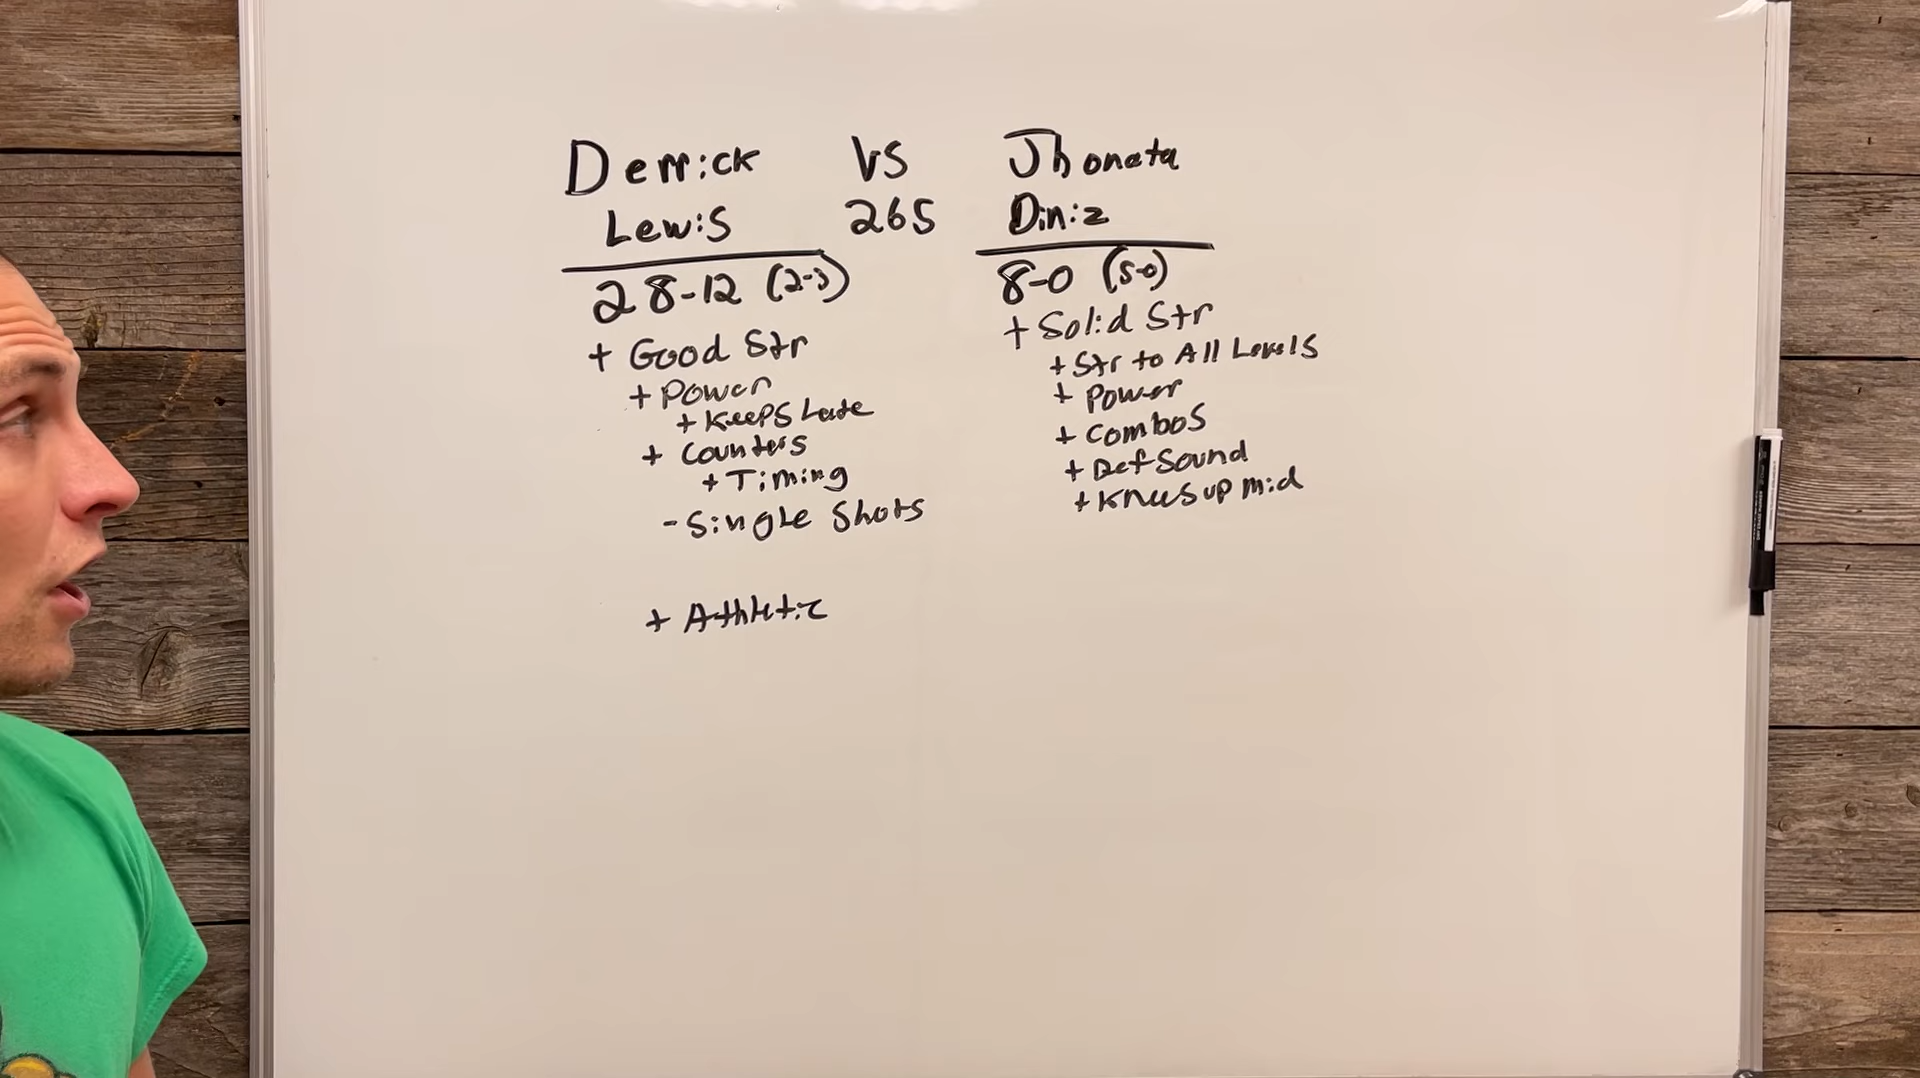 Derrick VS Jhonata
Lewis 265 Diniz
28-12 (2-3)
+ Good Str
+ Power
+ Keeps Late
+ Counters
+ Timing
- Single Shots
+ Athletic
8-0 (5-0)
+ Solid Str
+ Str to All Levels
+ Power
+ Combos
+ Def Sound
+ Knees up mid